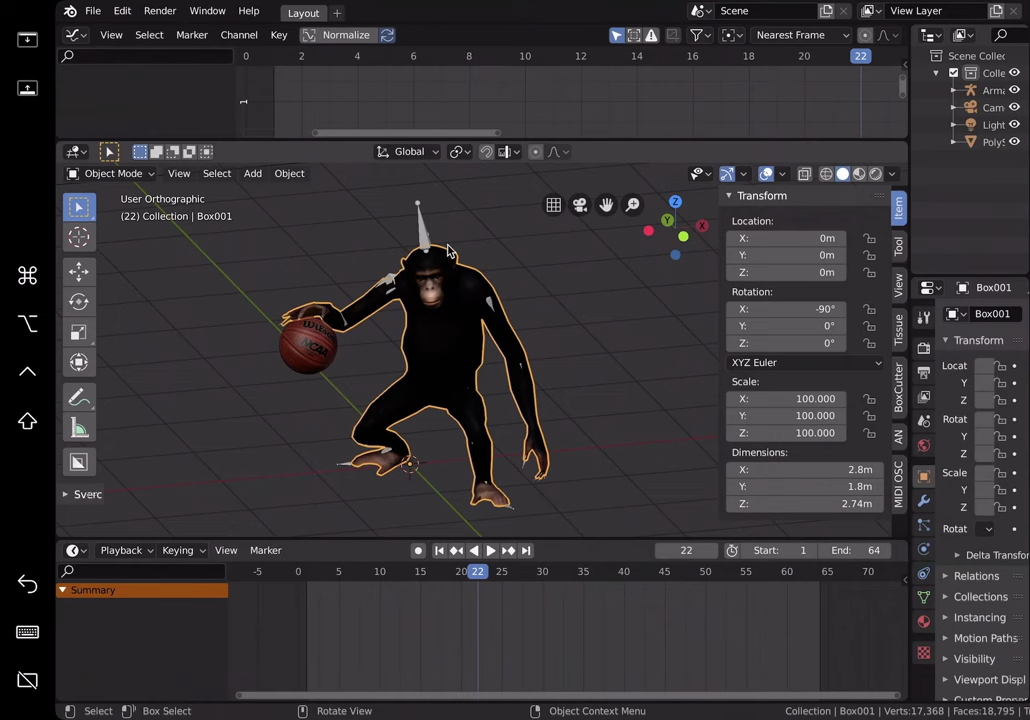 File Edit Render Window Help Layout + Scene View Layer
View Select Marker Channel Key Normalize Nearest Frame
0 2 4 6 8 10 12 14 16 18 20 22
1
Scene Collec
Colle
Arma
Cam
Light
PolyS
Global
Object Mode View Select Add Object
User Orthographic
(22) Collection | Box001
Z
Y
X
WILSON
NCAA
Sverc
Transform
Location:
X: 0m
Y: 0m
Z: 0m
Rotation:
X: -90°
Y: 0°
Z: 0°
XYZ Euler
Scale:
X: 100.000
Y: 100.000
Z: 100.000
Dimensions:
X: 2.8m
Y: 1.8m
Z: 2.74m
Item
Tool
View
Tissue
BoxCutter
AN
MIDI OSC
Box001
Box001
Transform
Locat
Y
Z
Rotat
Y
Z
Scale
Y
Z
Rotat
Delta Transfor
Relations
Collections
Instancing
Motion Paths
Visibility
Viewport Displ
Custom Proper
Playback Keying View Marker 22 Start: 1 End: 64
-5 0 5 10 15 20 22 25 30 35 40 45 50 55 60 65 70
Summary
Select Box Select Rotate View Object Context Menu Collection | Box001 | Verts:17,368 | Faces:18,795 | T